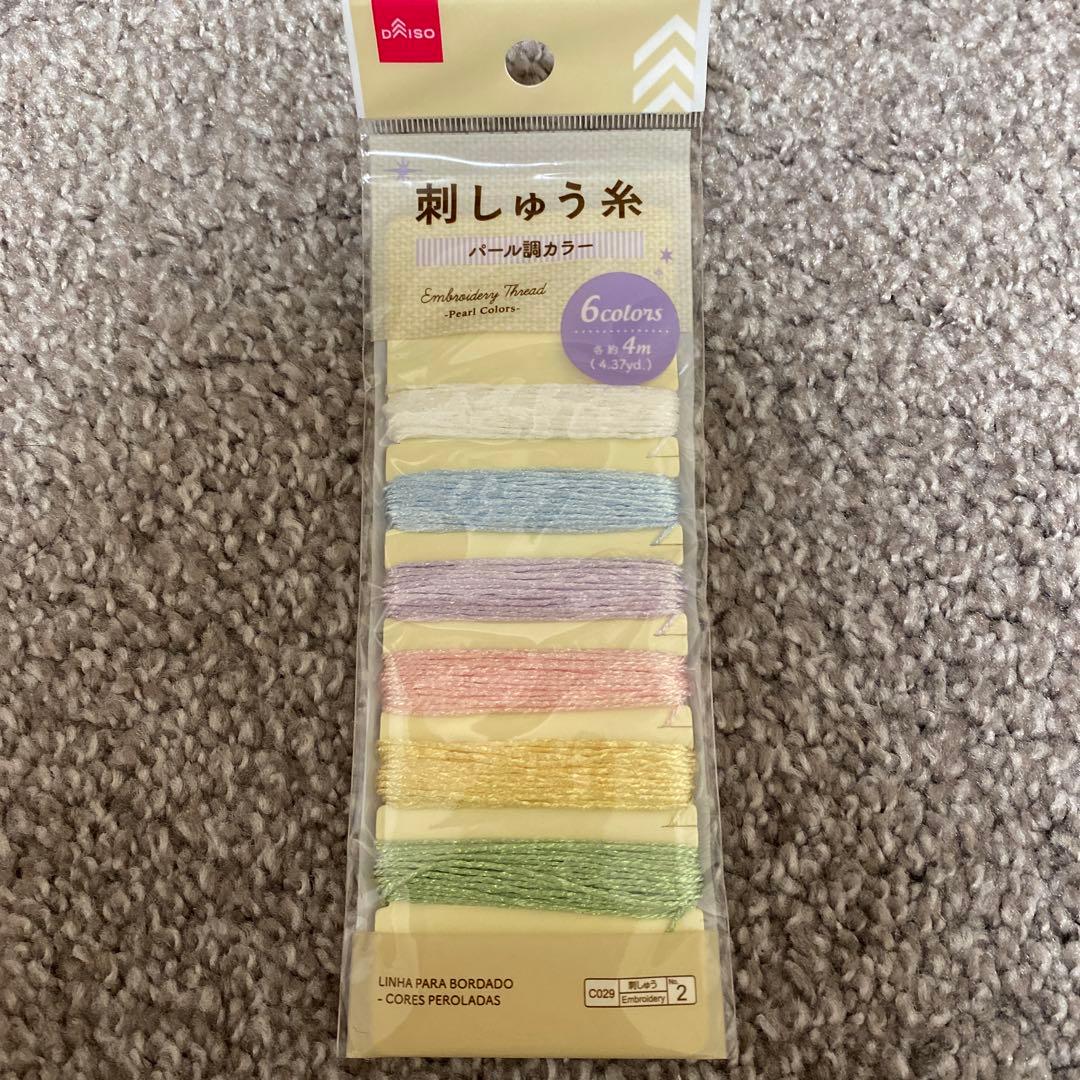 DAISO
刺しゅう糸
パール調カラー
Embroidery Thread
-Pearl Colors-
6colors
各約4m
(4.37yd.)
LINHA PARA BORDADO
- CORES PEROLADAS
C029 刺しゅう Embroidery No. 2